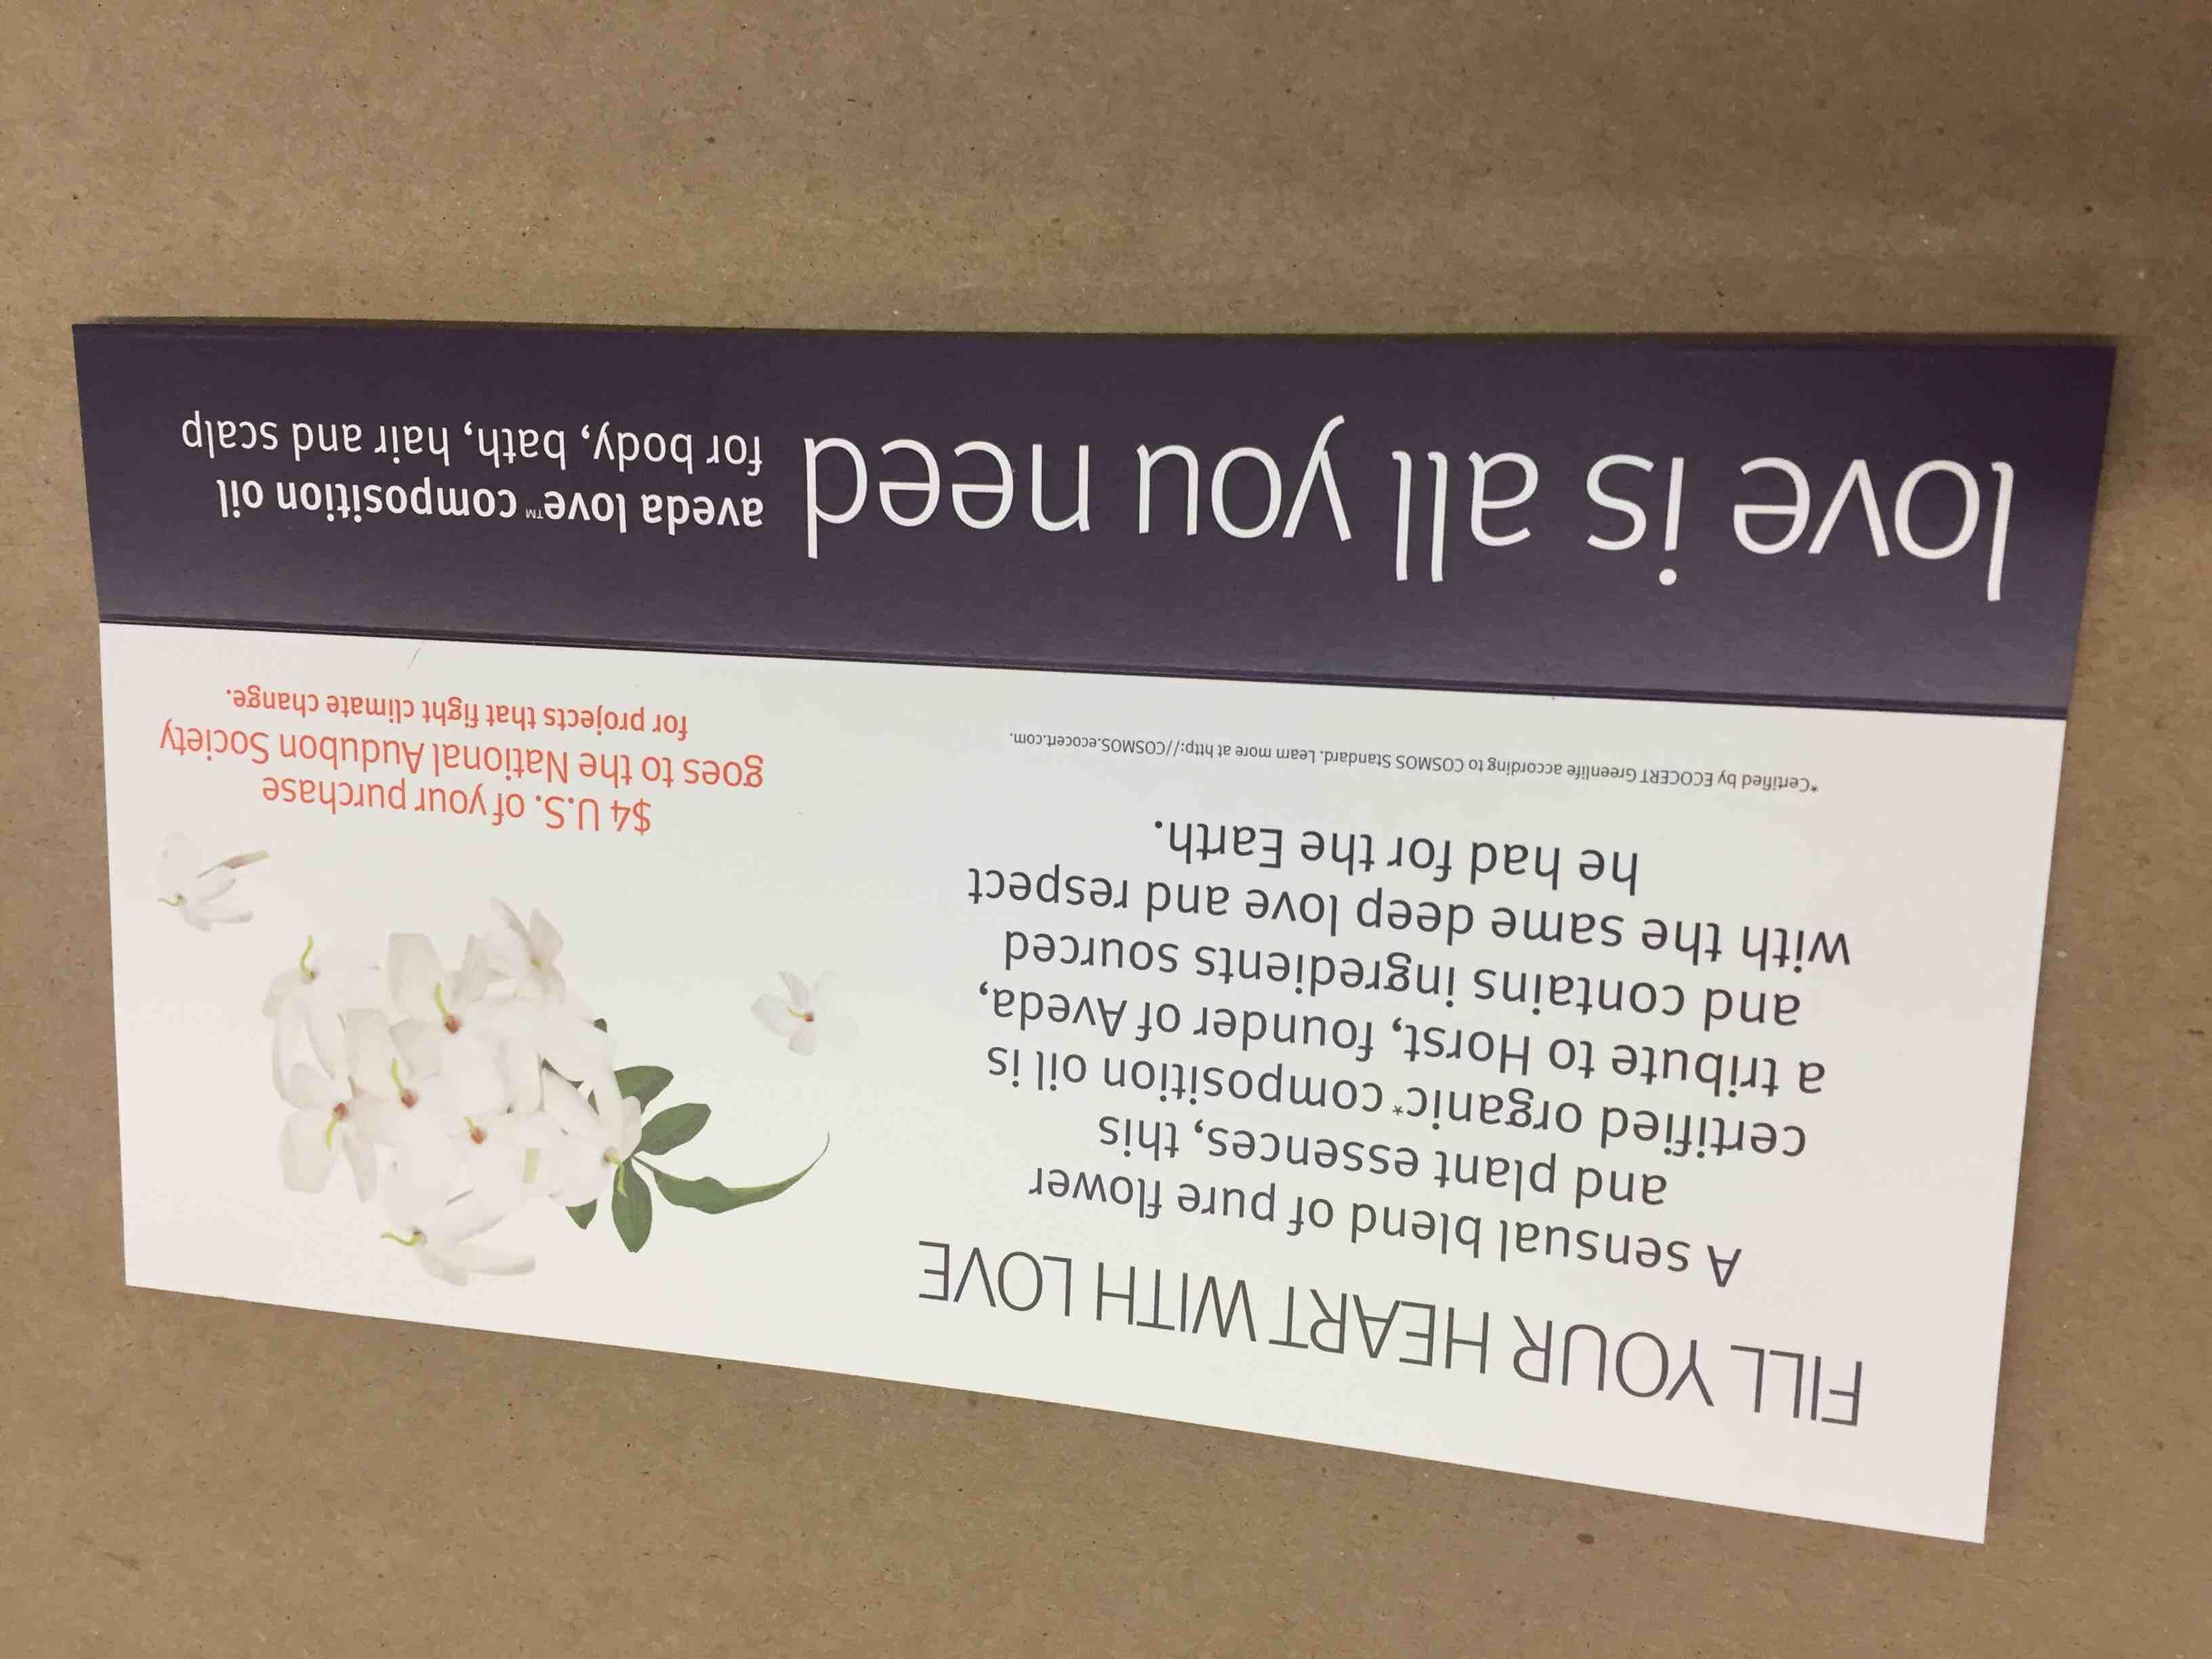 FILL YOUR HEART WITH LOVE
A sensual blend of pure flower
and plant essences, this
certified organic* composition oil is
a tribute to Horst, founder of Aveda,
and contains ingredients sourced
with the same deep love and respect
he had for the Earth.
*Certified by ECOCERT Greenlife according to COSMOS Standard. Learn more at http://COSMOS.ecocert.com.
$4 U.S. of your purchase
goes to the National Audubon Society
for projects that fight climate change.
love is all you need
aveda love™ composition oil
for body, bath, hair and scalp